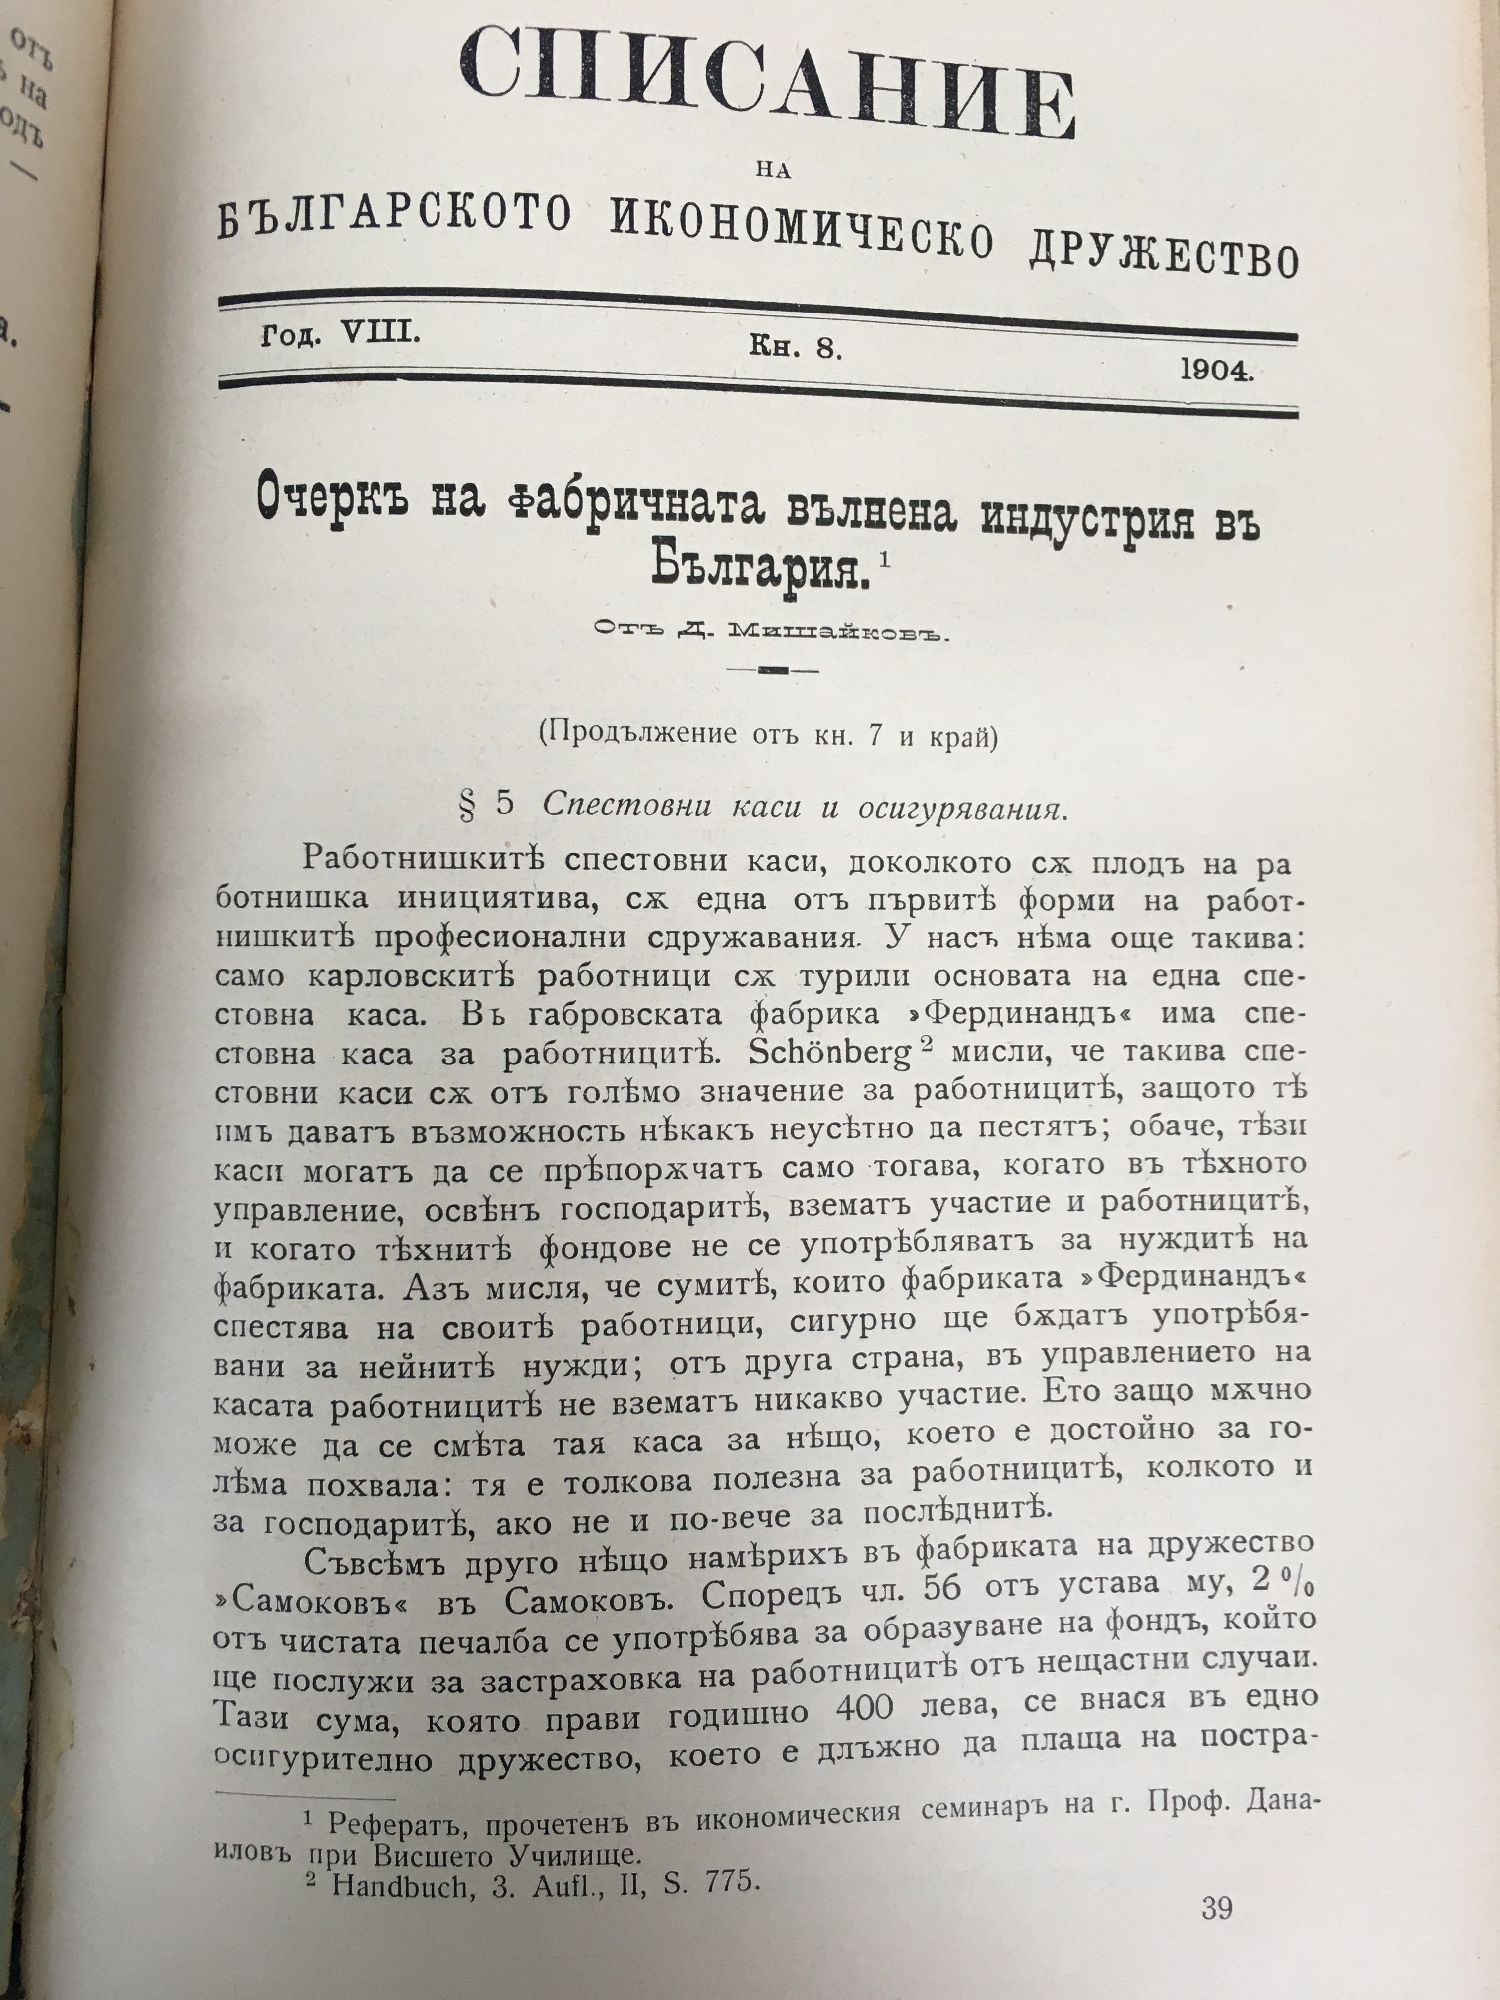 отъ
на
одъ
—
а.
СПИСАНИЕ
НА
БЪЛГАРСКОТО ИКОНОМИЧЕСКО ДРУЖЕСТВО
Год. VIII. Кн. 8. 1904.
Очеркъ на фабричната вълнена индустрия въ
България.¹
Отъ Д. Мишайковъ.
(Продължение отъ кн. 7 и край)
§ 5 Спестовни каси и осигурявания.
Работнишкитѣ спестовни каси, доколкото сѫ плодъ на ра
ботнишка инициятива, сѫ една отъ първитѣ форми на работ-
нишкитѣ професионални сдружавания. У насъ нѣма още такива:
само карловскитѣ работници сѫ турили основата на една спе-
стовна каса. Въ габровската фабрика »Фердинандъ« има спе-
стовна каса за работницитѣ. Schönberg² мисли, че такива спе-
стовни каси сѫ отъ голѣмо значение за работницитѣ, защото тѣ
имъ даватъ възможность нѣкакъ неусѣтно да пестятъ; обаче, тѣзи
каси могатъ да се прѣпорѫчатъ само тогава, когато въ тѣхното
управление, освѣнъ господаритѣ, взематъ участие и работницитѣ,
и когато тѣхнитѣ фондове не се употрѣбляватъ за нуждитѣ на
фабриката. Азъ мисля, че сумитѣ, които фабриката »Фердинандъ«
спестява на своитѣ работници, сигурно ще бѫдатъ употрѣбя-
вани за нейнитѣ нужди; отъ друга страна, въ управлението на
касата работницитѣ не взематъ никакво участие. Ето защо мѫчно
може да се смѣта тая каса за нѣщо, което е достойно за го-
лѣма похвала: тя е толкова полезна за работницитѣ, колкото и
за господаритѣ, ако не и по-вече за послѣднитѣ.
Съвсѣмъ друго нѣщо намѣрихъ въ фабриката на дружество
»Самоковъ« въ Самоковъ. Споредъ чл. 56 отъ устава му, 2%
отъ чистата печалба се употрѣбява за образуване на фондъ, който
ще послужи за застраховка на работницитѣ отъ нещастни случаи.
Тази сума, която прави годишно 400 лева, се внася въ едно
осигурително дружество, което е длъжно да плаща на постра-
¹ Рефератъ, прочетенъ въ икономическия семинаръ на г. Проф. Дана-
иловъ при Висшето Училище.
² Handbuch, 3. Aufl., II, S. 775.
39